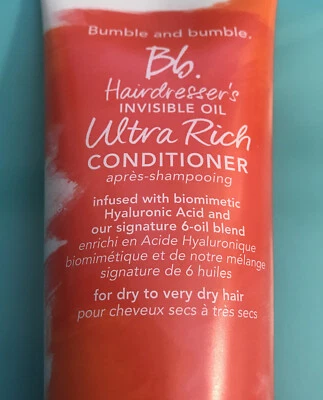 Bumble and bumble.
Bb.
Hairdresser's
INVISIBLE OIL
Ultra Rich
CONDITIONER
après-shampooing
infused with biomimetic
Hyaluronic Acid and
our signature 6-oil blend
enrichi en Acide Hyaluronique
biomimétique et de notre mélange
signature de 6 huiles
for dry to very dry hair
pour cheveux secs à très secs